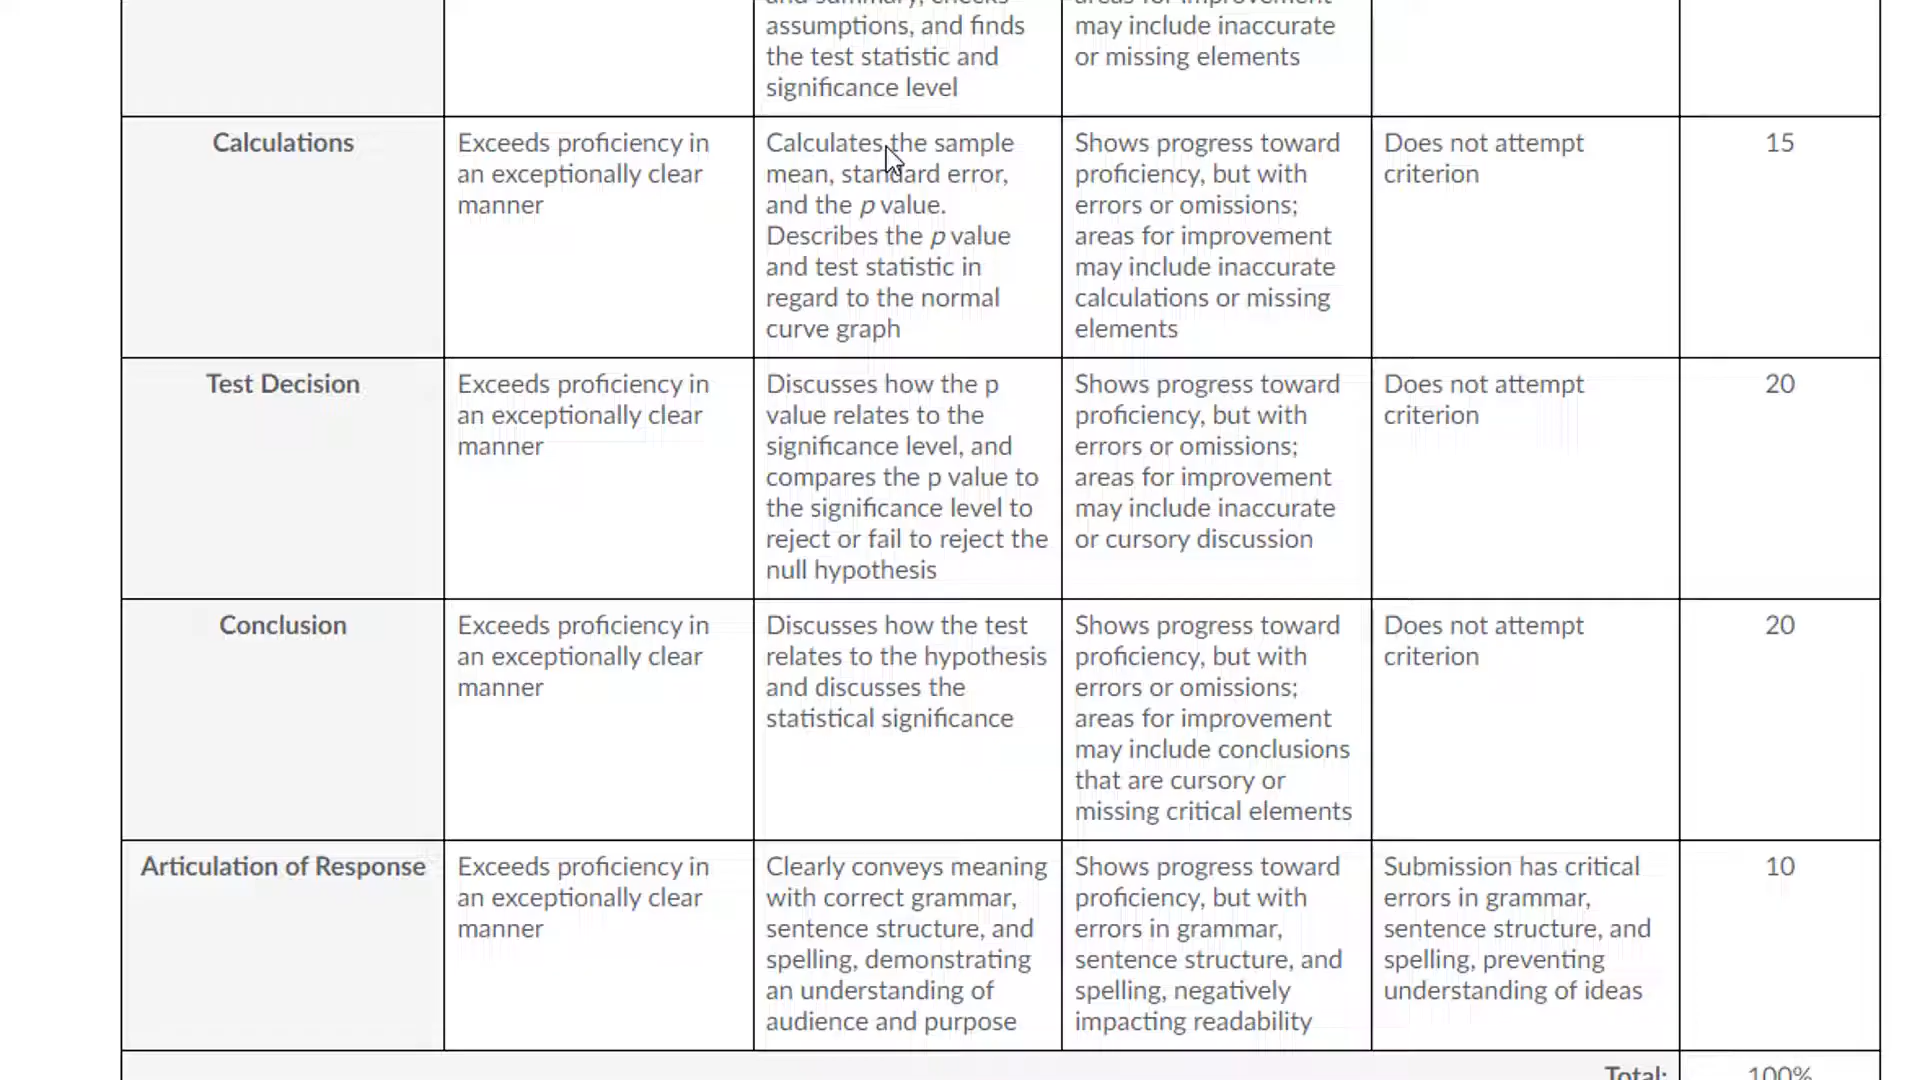 and summary, checks
assumptions, and finds
the test statistic and
significance level
areas for improvement
may include inaccurate
or missing elements
Calculations
Exceeds proficiency in
an exceptionally clear
manner
Calculates the sample
mean, standard error,
and the p value.
Describes the p value
and test statistic in
regard to the normal
curve graph
Shows progress toward
proficiency, but with
errors or omissions;
areas for improvement
may include inaccurate
calculations or missing
elements
Does not attempt
criterion
15
Test Decision
Exceeds proficiency in
an exceptionally clear
manner
Discusses how the p
value relates to the
significance level, and
compares the p value to
the significance level to
reject or fail to reject the
null hypothesis
Shows progress toward
proficiency, but with
errors or omissions;
areas for improvement
may include inaccurate
or cursory discussion
Does not attempt
criterion
20
Conclusion
Exceeds proficiency in
an exceptionally clear
manner
Discusses how the test
relates to the hypothesis
and discusses the
statistical significance
Shows progress toward
proficiency, but with
errors or omissions;
areas for improvement
may include conclusions
that are cursory or
missing critical elements
Does not attempt
criterion
20
Articulation of Response
Exceeds proficiency in
an exceptionally clear
manner
Clearly conveys meaning
with correct grammar,
sentence structure, and
spelling, demonstrating
an understanding of
audience and purpose
Shows progress toward
proficiency, but with
errors in grammar,
sentence structure, and
spelling, negatively
impacting readability
Submission has critical
errors in grammar,
sentence structure, and
spelling, preventing
understanding of ideas
10
Total:
100%